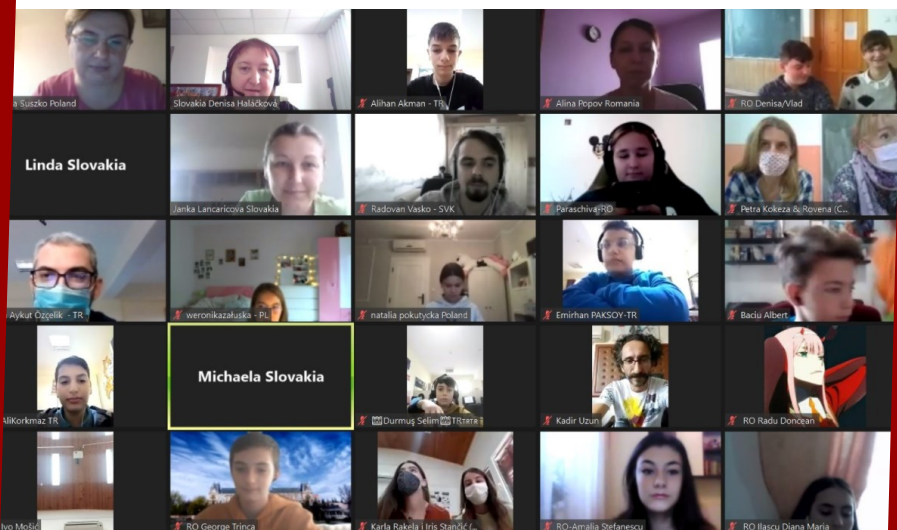 a Suszko Poland
Slovakia Denisa Haláčková
Alihan Akman - TR
Alina Popov Romania
RO Denisa/Vlad
Linda Slovakia
Janka Lancaricova Slovakia
Radovan Vasko - SVK
Paraschiva-RO
Petra Kokeza & Rovena (C...
Aykut Özçelik - TR
weronikazałuska - PL
natalia pokutycka Poland
Emirhan PAKSOY-TR
Baciu Albert
AliKorkmaz TR
Michaela Slovakia
Durmuş Selim TR
Kadir Uzun
RO Radu Doncean
Ivo Mošić
RO George Trinca
Karla Rakela i Iris Stančić (...
RO-Amalia Stefanescu
RO Ilascu Diana Maria